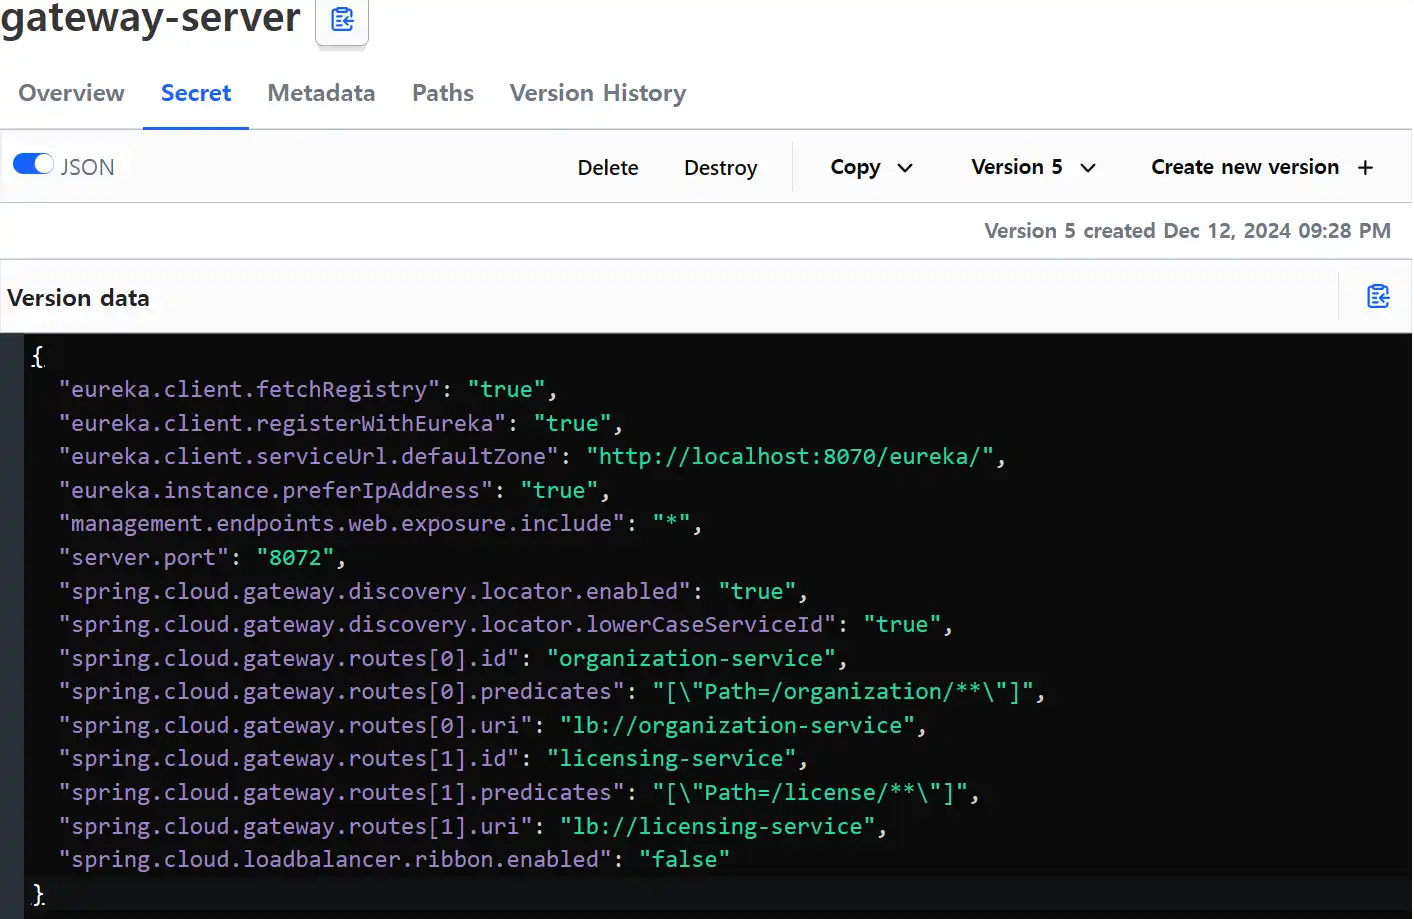 gateway-server
Overview Secret Metadata Paths Version History
JSON Delete Destroy Copy Version 5 Create new version +
Version 5 created Dec 12, 2024 09:28 PM
Version data
{
"eureka.client.fetchRegistry": "true",
"eureka.client.registerWithEureka": "true",
"eureka.client.serviceUrl.defaultZone": "http://localhost:8070/eureka/",
"eureka.instance.preferIpAddress": "true",
"management.endpoints.web.exposure.include": "*",
"server.port": "8072",
"spring.cloud.gateway.discovery.locator.enabled": "true",
"spring.cloud.gateway.discovery.locator.lowerCaseServiceId": "true",
"spring.cloud.gateway.routes[0].id": "organization-service",
"spring.cloud.gateway.routes[0].predicates": "[\"Path=/organization/**\"]",
"spring.cloud.gateway.routes[0].uri": "lb://organization-service",
"spring.cloud.gateway.routes[1].id": "licensing-service",
"spring.cloud.gateway.routes[1].predicates": "[\"Path=/license/**\"]",
"spring.cloud.gateway.routes[1].uri": "lb://licensing-service",
"spring.cloud.loadbalancer.ribbon.enabled": "false"
}